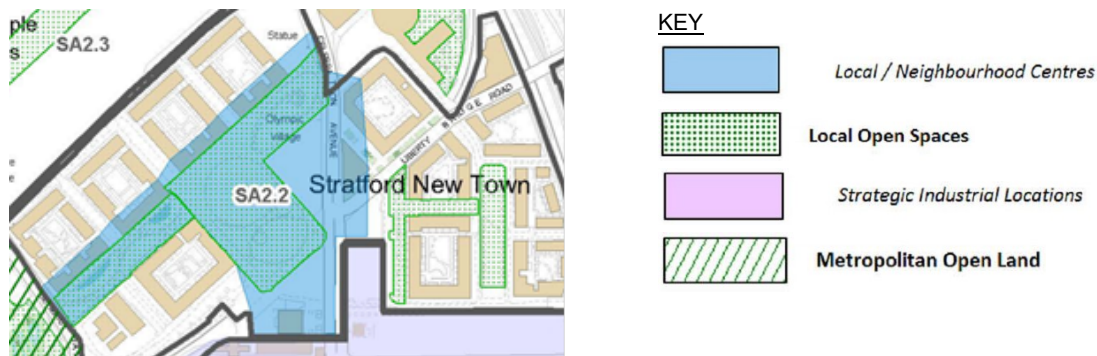 ple
s
SA2.3
Statue
Olympic
Village
AVENUE
LIBERTY BRIDGE ROAD
Stratford New Town
SA2.2
KEY
Local / Neighbourhood Centres
Local Open Spaces
Strategic Industrial Locations
Metropolitan Open Land